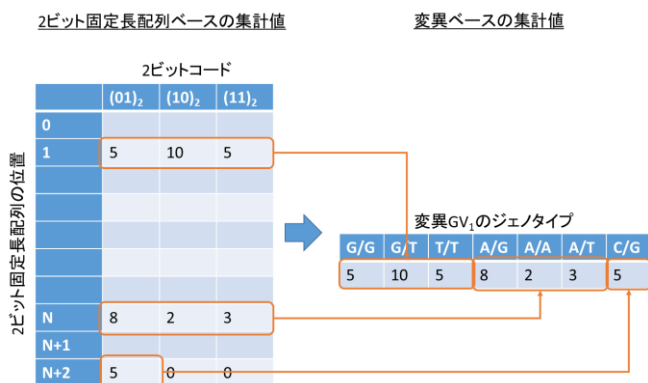 2ビット固定長配列ベースの集計値
変異ベースの集計値
2ビットコード
(01)2 (10)2 (11)2
2ビット固定長配列の位置
0
1 5 10 5
N 8 2 3
N+1
N+2 5 0 0
変異GV1のジェノタイプ
G/G G/T T/T A/G A/A A/T C/G
5 10 5 8 2 3 5